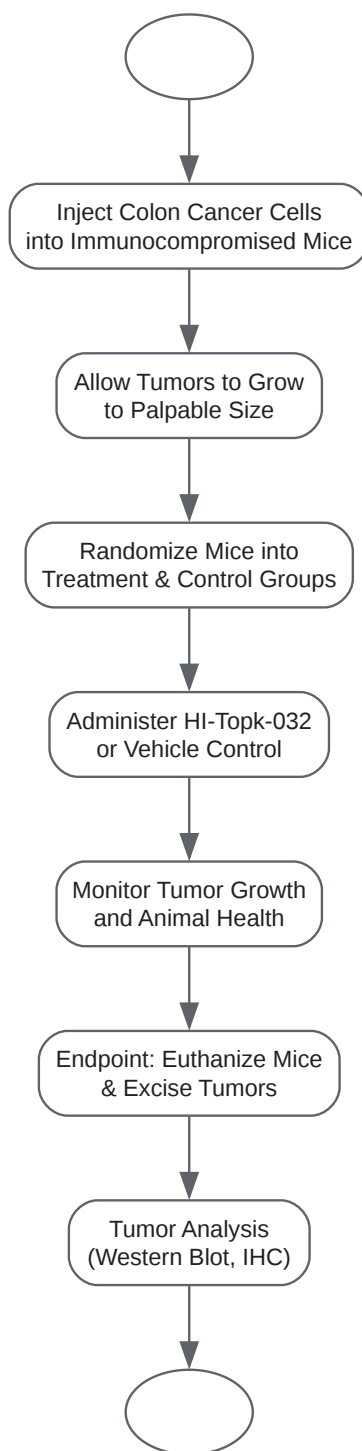 Inject Colon Cancer Cells
into Immunocompromised Mice
Allow Tumors to Grow
to Palpable Size
Randomize Mice into
Treatment & Control Groups
Administer HI-Topk-032
or Vehicle Control
Monitor Tumor Growth
and Animal Health
Endpoint: Euthanize Mice
& Excise Tumors
Tumor Analysis
(Western Blot, IHC)